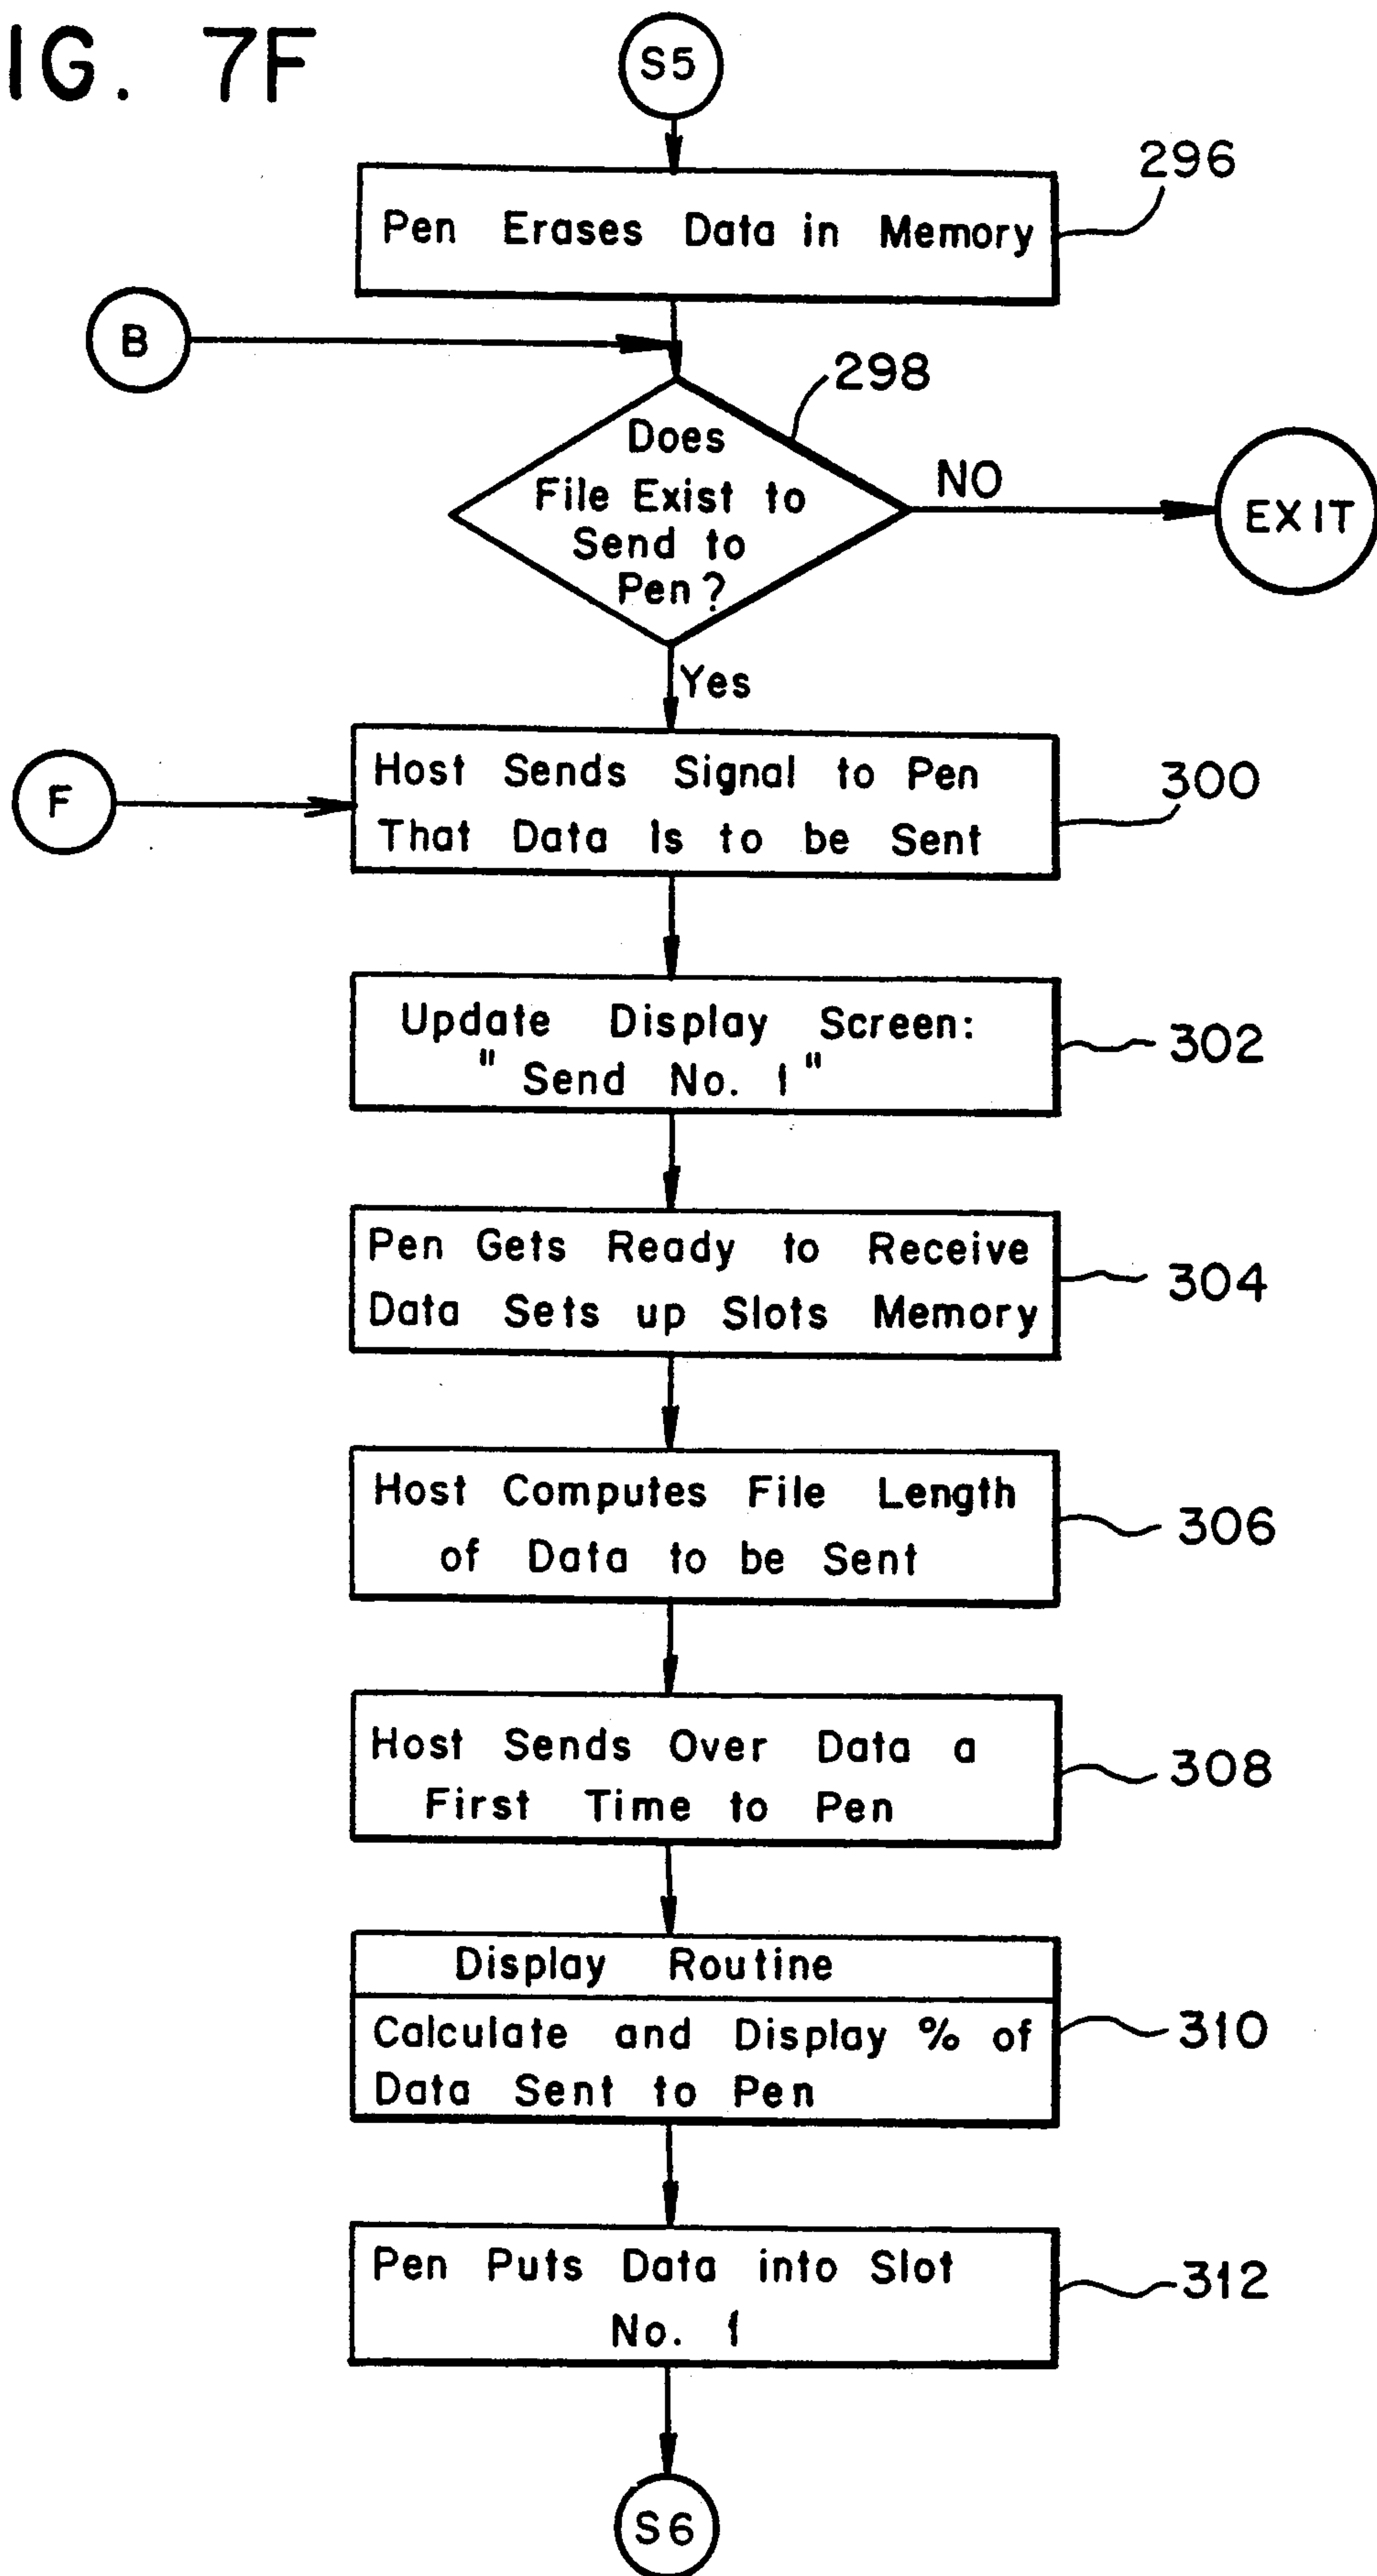 IG. 7F
S5
296
Pen Erases Data in Memory
B
298
Does
File Exist to
Send to
Pen?
NO
EXIT
Yes
F
Host Sends Signal to Pen
That Data is to be Sent
300
Update Display Screen:
"Send No. 1"
302
Pen Gets Ready to Receive
Data Sets up Slots Memory
304
Host Computes File Length
of Data to be Sent
306
Host Sends Over Data a
First Time to Pen
308
Display Routine
Calculate and Display % of
Data Sent to Pen
310
Pen Puts Data into Slot
No. 1
312
S6